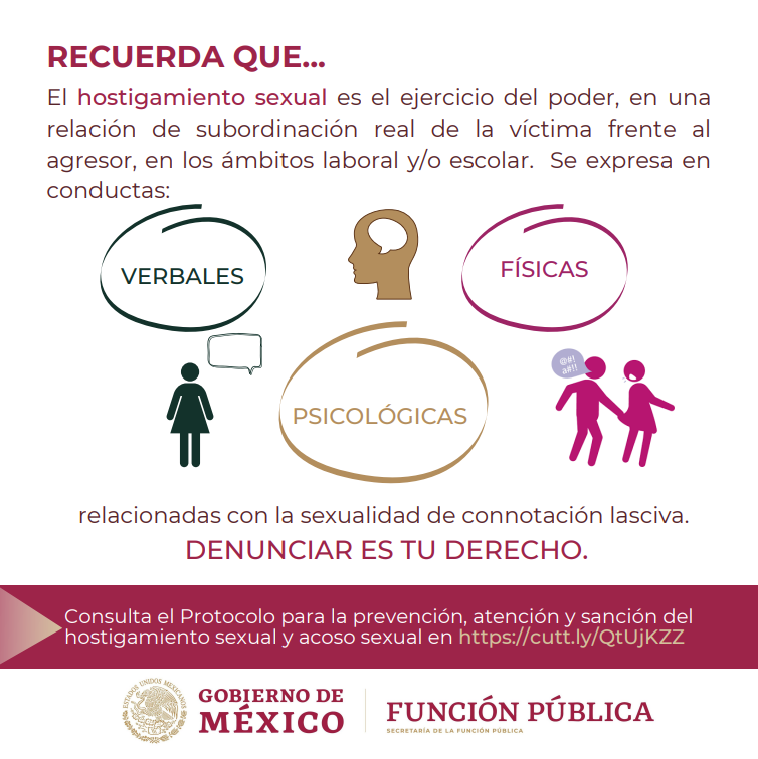 RECUERDA QUE...
El hostigamiento sexual es el ejercicio del poder, en una
relación de subordinación real de la víctima frente al
agresor, en los ámbitos laboral y/o escolar. Se expresa en
conductas:
VERBALES
FÍSICAS
PSICOLÓGICAS
@#!
a#!!
relacionadas con la sexualidad de connotación lasciva.
DENUNCIAR ES TU DERECHO.
Consulta el Protocolo para la prevención, atención y sanción del
hostigamiento sexual y acoso sexual en https://cutt.ly/QtUjKZZ
ESTADOS UNIDOS MEXICANOS
GOBIERNO DE
MÉXICO
FUNCIÓN PÚBLICA
SECRETARÍA DE LA FUNCIÓN PÚBLICA